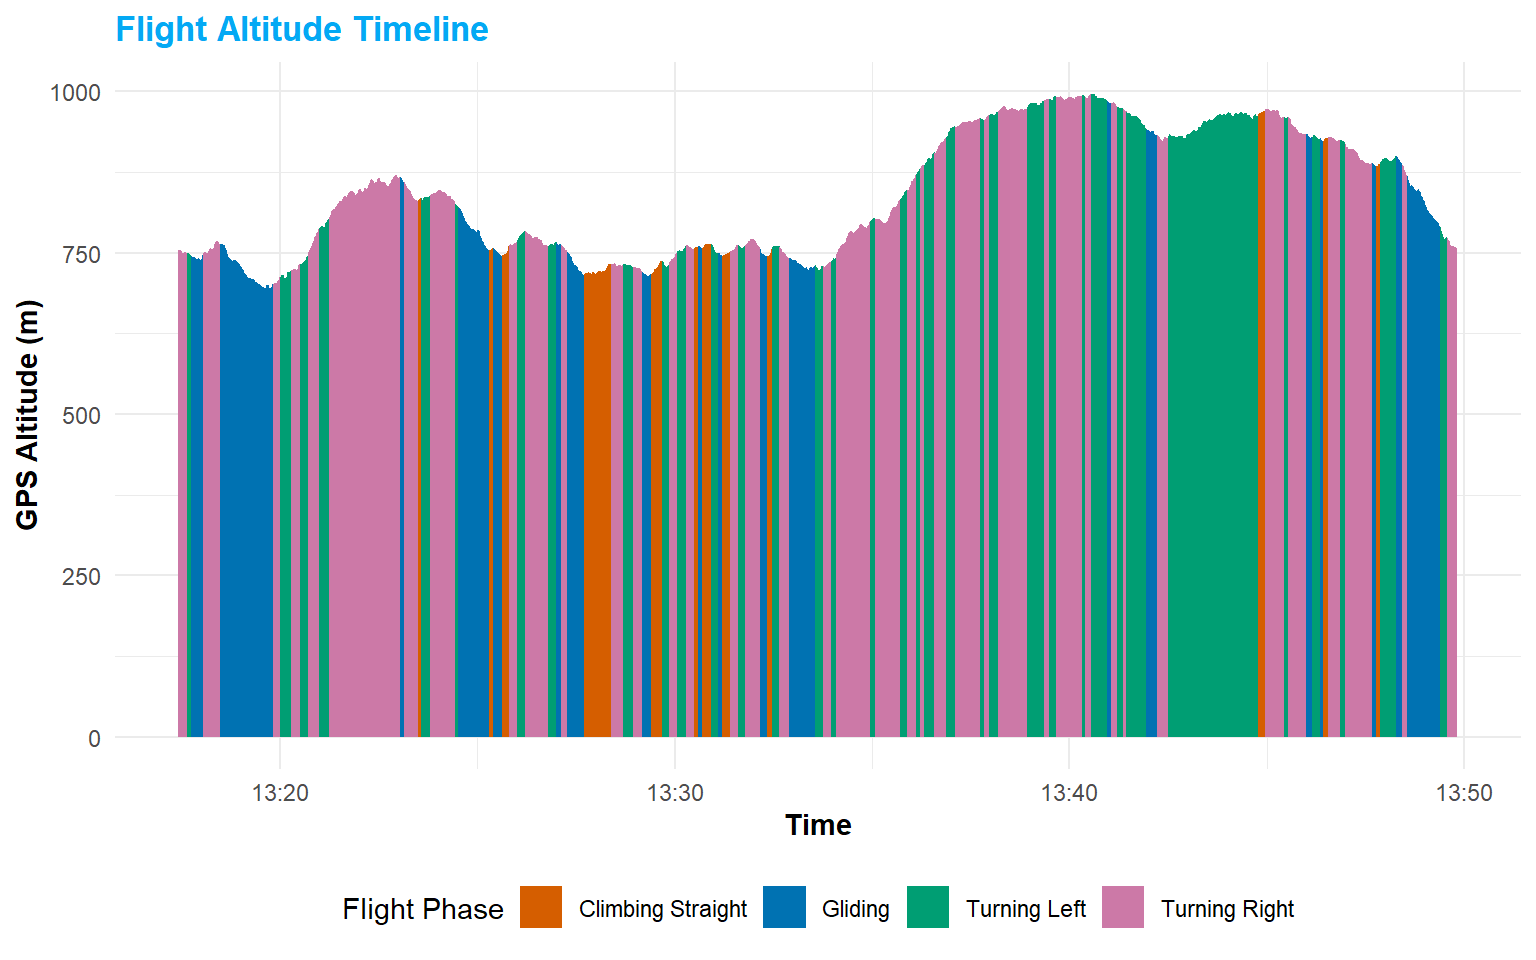 Flight Altitude Timeline
1000
750
500
250
0
GPS Altitude (m)
13:20
13:30
13:40
13:50
Time
Flight Phase
Climbing Straight
Gliding
Turning Left
Turning Right